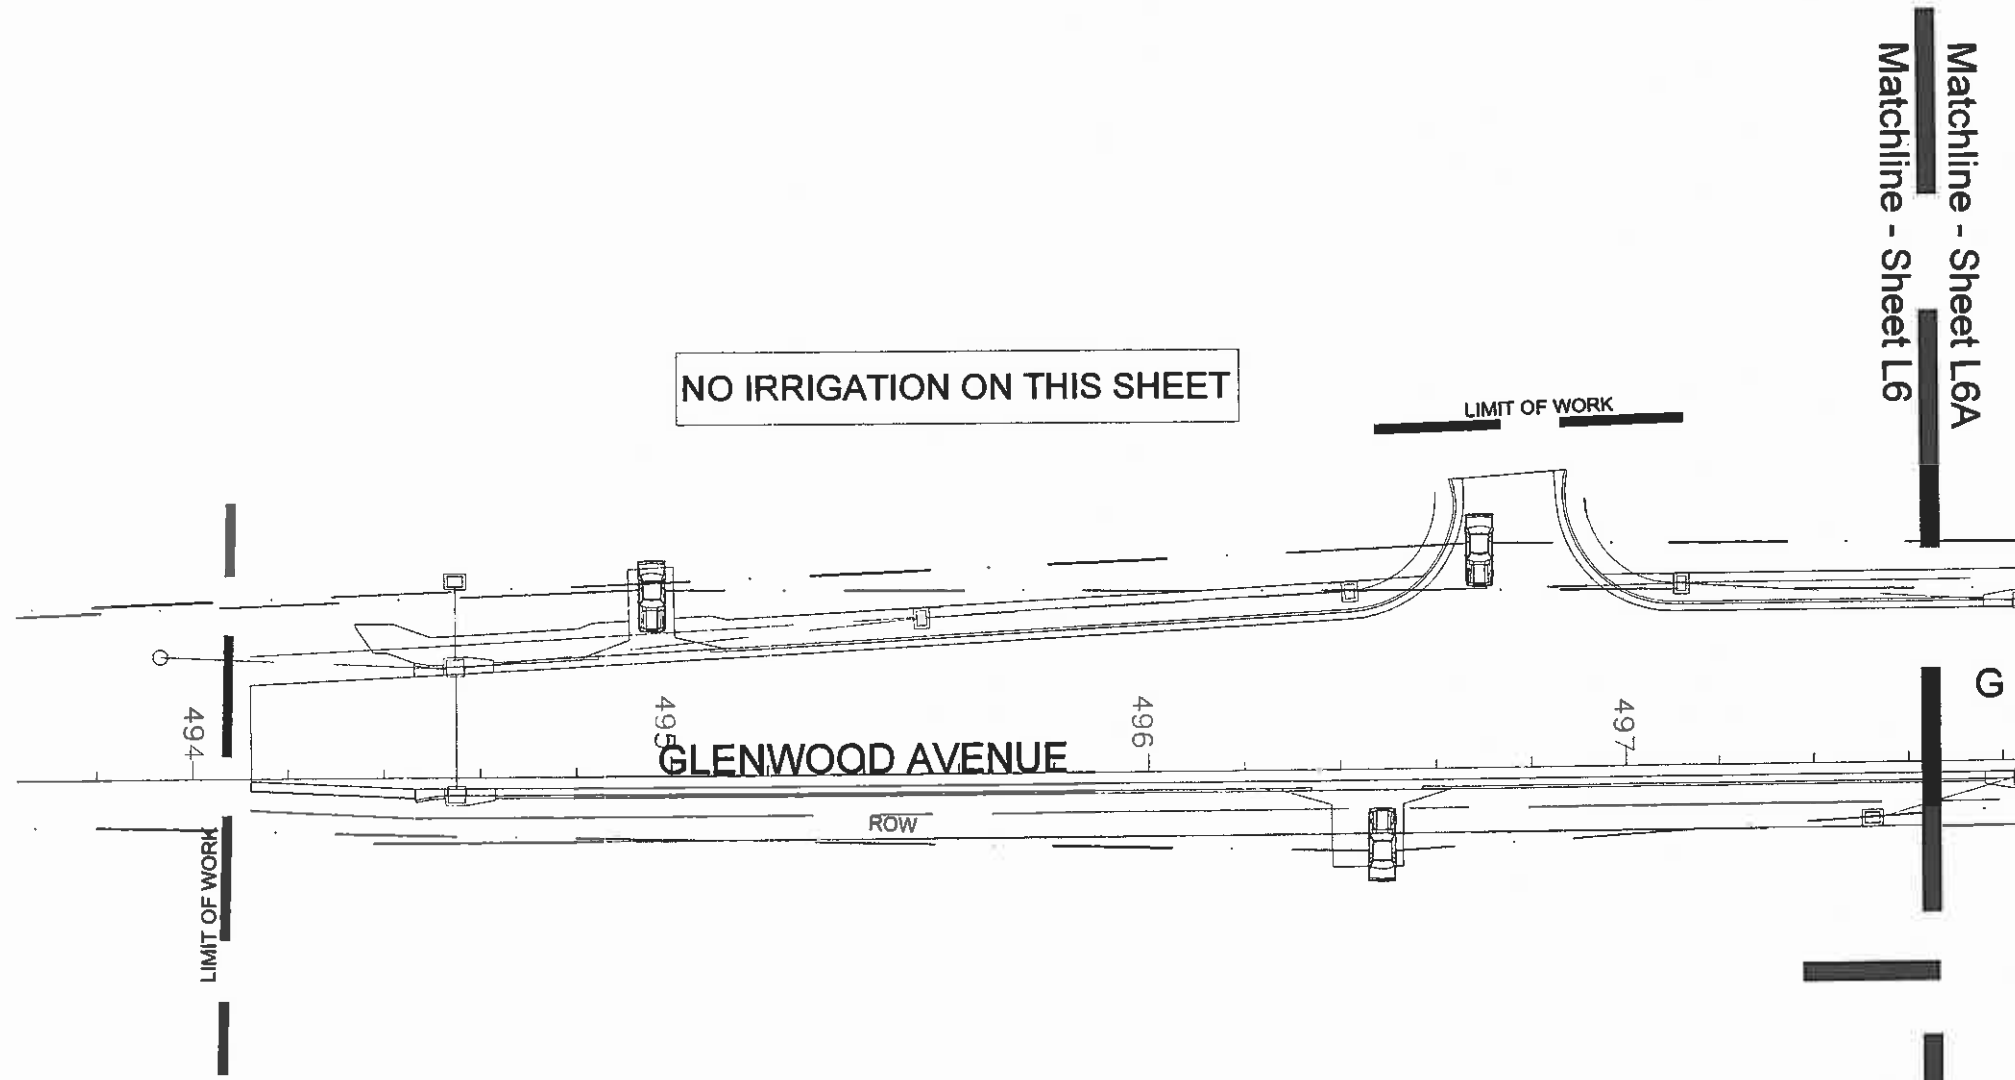 Matchline - Sheet L6A
Matchline - Sheet L6
NO IRRIGATION ON THIS SHEET
LIMIT OF WORK
494
495
496
497
G
GLENWOOD AVENUE
ROW
LIMIT OF WORK